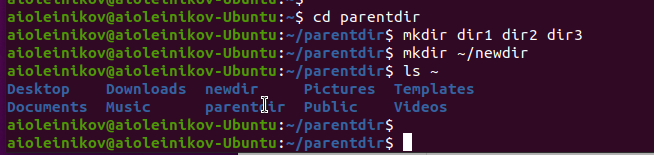 aioleinikov@aioleinikov-Ubuntu:~$ cd parentdir
aioleinikov@aioleinikov-Ubuntu:~/parentdir$ mkdir dir1 dir2 dir3
aioleinikov@aioleinikov-Ubuntu:~/parentdir$ mkdir ~/newdir
aioleinikov@aioleinikov-Ubuntu:~/parentdir$ ls ~
Desktop Downloads newdir Pictures Templates
Documents Music parentdir Public Videos
aioleinikov@aioleinikov-Ubuntu:~/parentdir$
aioleinikov@aioleinikov-Ubuntu:~/parentdir$